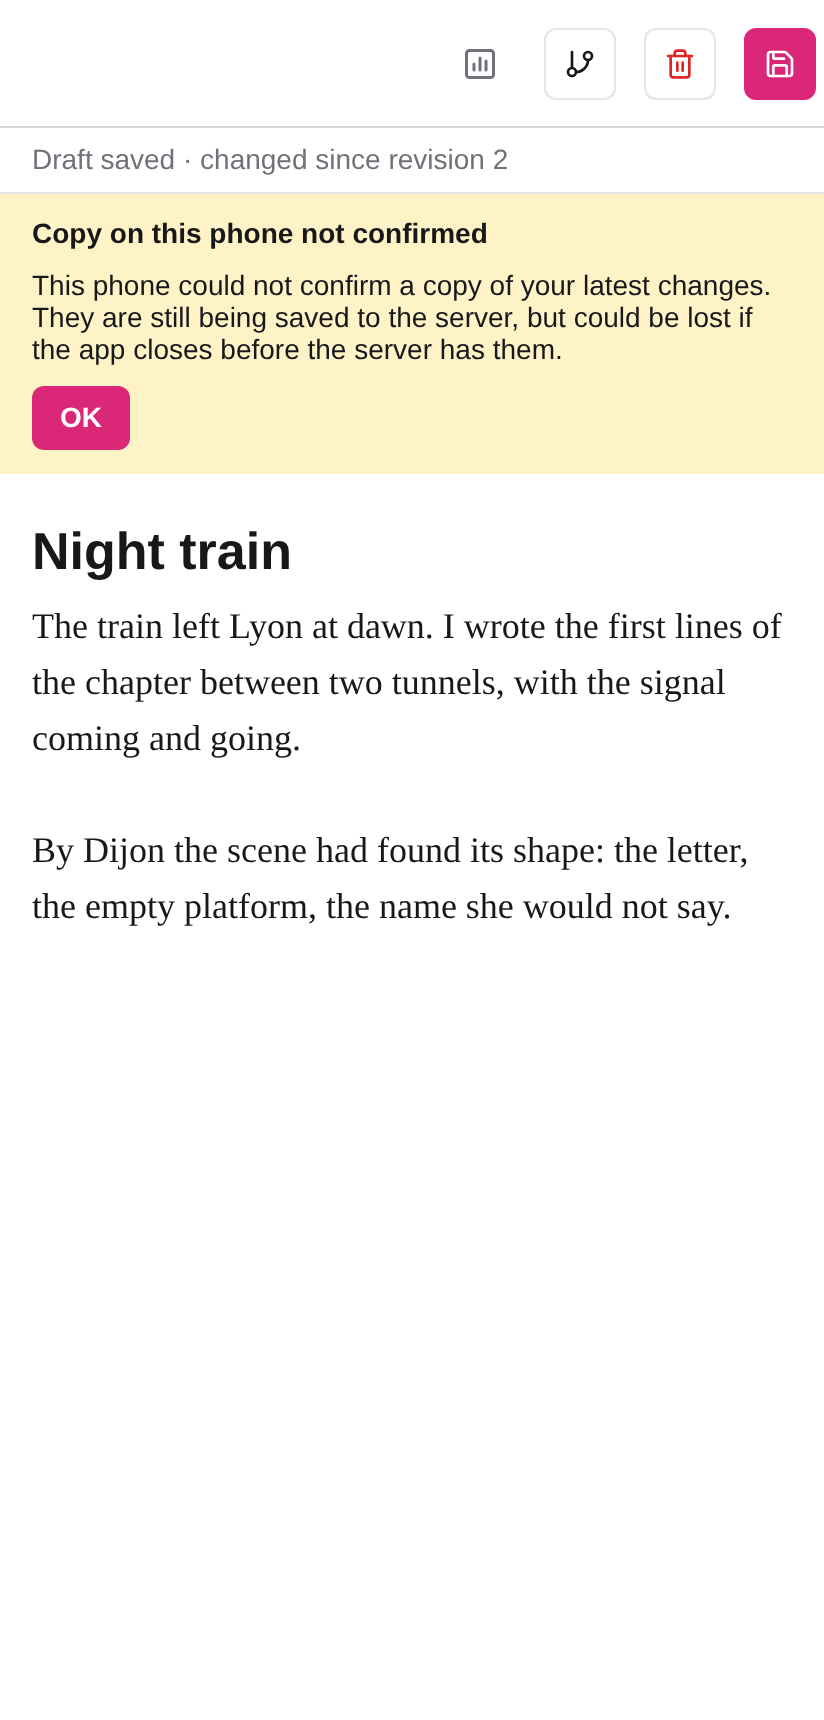 Draft saved · changed since revision 2
Copy on this phone not confirmed
This phone could not confirm a copy of your latest changes.
They are still being saved to the server, but could be lost if
the app closes before the server has them.
OK
Night train
The train left Lyon at dawn. I wrote the first lines of
the chapter between two tunnels, with the signal
coming and going.
By Dijon the scene had found its shape: the letter,
the empty platform, the name she would not say.